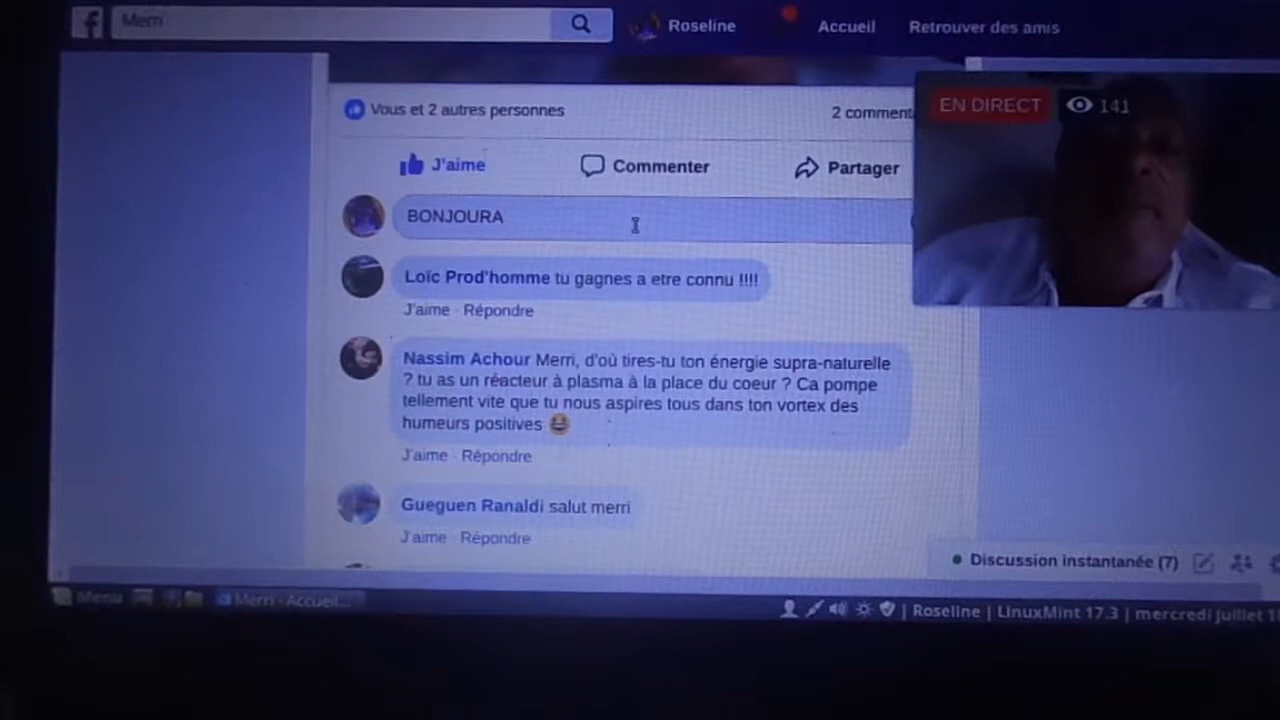 f Merri Roseline Accueil Retrouver des amis
EN DIRECT 141
Vous et 2 autres personnes 2 comment
J'aime Commenter Partager
BONJOURA
Loïc Prod'homme tu gagnes a etre connu !!!!
J'aime · Répondre
Nassim Achour Merri, d'où tires-tu ton énergie supra-naturelle
? tu as un réacteur à plasma à la place du coeur ? Ca pompe
tellement vite que tu nous aspires tous dans ton vortex des
humeurs positives
J'aime · Répondre
Gueguen Ranaldi salut merri
J'aime · Répondre
Discussion instantanée (7)
Menu Merri - Accueil... | Roseline | LinuxMint 17.3 | mercredi juillet